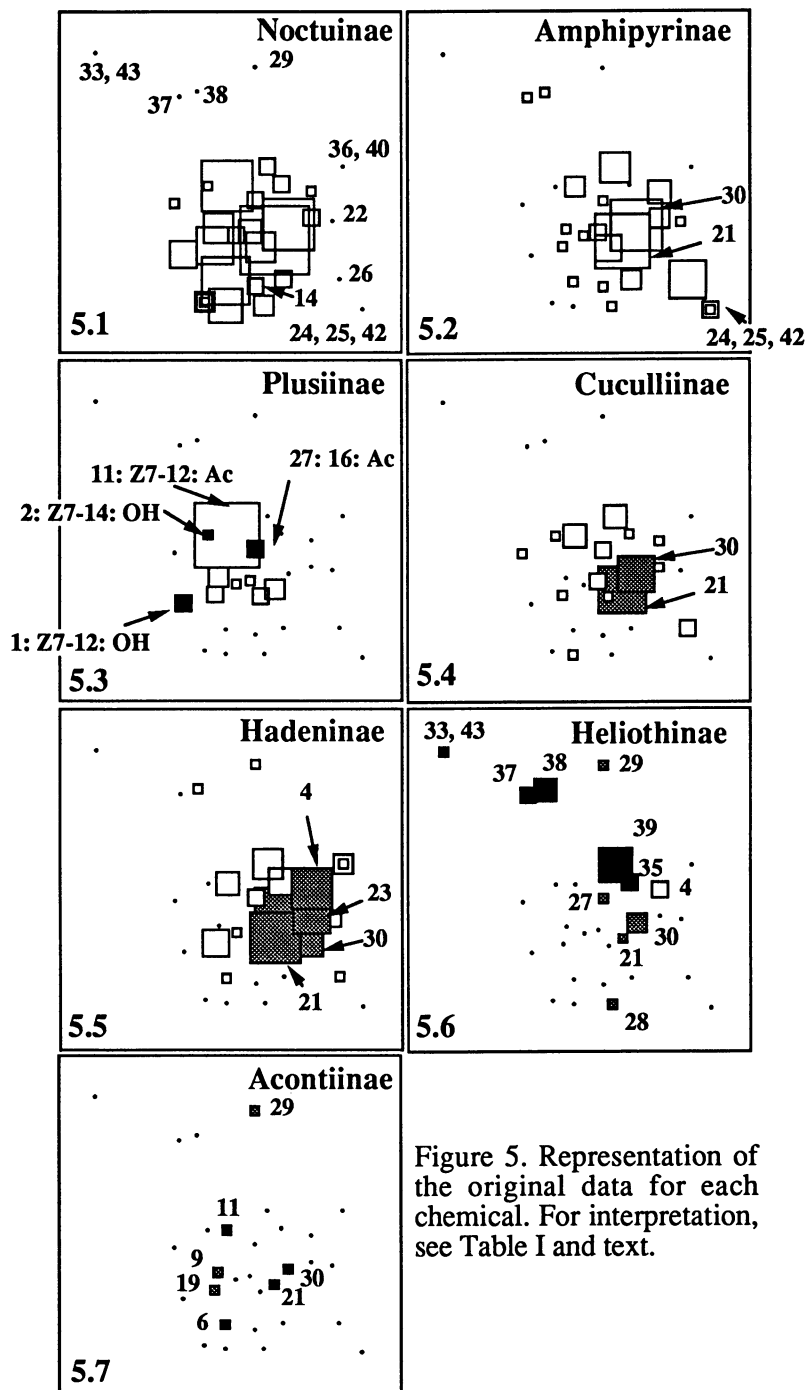 Noctuinae
33, 43
29
37
38
36, 40
22
26
14
24, 25, 42
5.1
Amphipyrinae
30
21
24, 25, 42
5.2
Plusiinae
27: 16: Ac
11: Z7-12: Ac
2: Z7-14: OH
1: Z7-12: OH
5.3
Cuculliinae
30
21
5.4
Hadeninae
4
23
30
21
5.5
Heliothinae
33, 43
37
38
29
39
35
4
27
30
21
28
5.6
Acontiinae
29
11
9
19
30
21
6
5.7
Figure 5. Representation of
the original data for each
chemical. For interpretation,
see Table I and text.